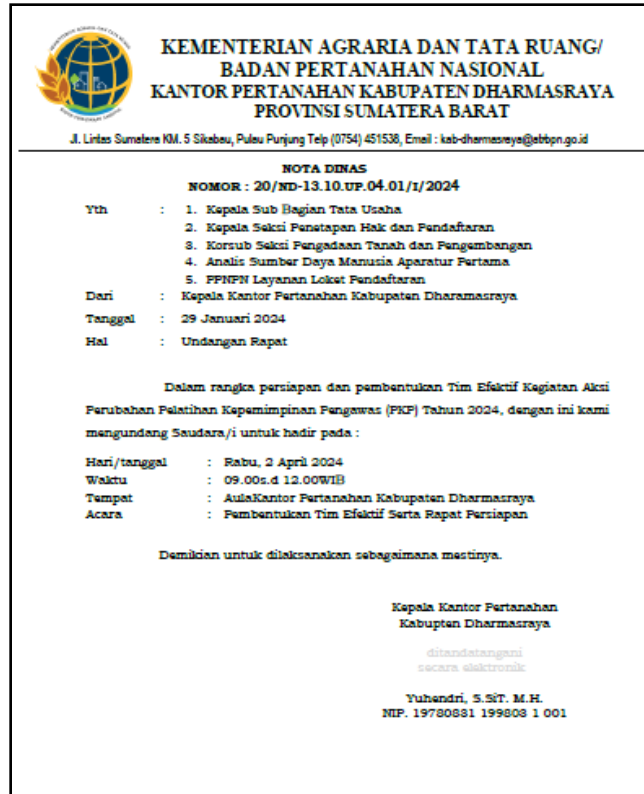 KEMENTERIAN AGRARIA DAN TATA RUANG/
BADAN PERTANAHAN NASIONAL
KANTOR PERTANAHAN KABUPATEN DHARMASRAYA
PROVINSI SUMATERA BARAT
Jl. Lintas Sumatera KM. 5 Sikabau, Pulau Punjung Telp (0754) 451538, Email : kab-dharmasraya@atrbpn.go.id
NOTA DINAS
NOMOR : 20/ND-13.10.UP.04.01/I/2024
Yth : 1. Kepala Sub Bagian Tata Usaha
2. Kepala Seksi Penetapan Hak dan Pendaftaran
3. Korsub Seksi Pengadaan Tanah dan Pengembangan
4. Analis Sumber Daya Manusia Aparatur Pertama
5. PPNPN Layanan Loket Pendaftaran
Dari : Kepala Kantor Pertanahan Kabupaten Dharamasraya
Tanggal : 29 Januari 2024
Hal : Undangan Rapat
Dalam rangka persiapan dan pembentukan Tim Efektif Kegiatan Aksi
Perubahan Pelatihan Kepemimpinan Pengawas (PKP) Tahun 2024, dengan ini kami
mengundang Saudara/i untuk hadir pada :
Hari/tanggal : Rabu, 2 April 2024
Waktu : 09.00s.d 12.00WIB
Tempat : AulaKantor Pertanahan Kabupaten Dharmasraya
Acara : Pembentukan Tim Efektif Serta Rapat Persiapan
Demikian untuk dilaksanakan sebagaimana mestinya.
Kepala Kantor Pertanahan
Kabupten Dharmasraya
ditandatangani
secara elektronik
Yuhendri, S.SiT. M.H.
NIP. 19780831 199803 1 001